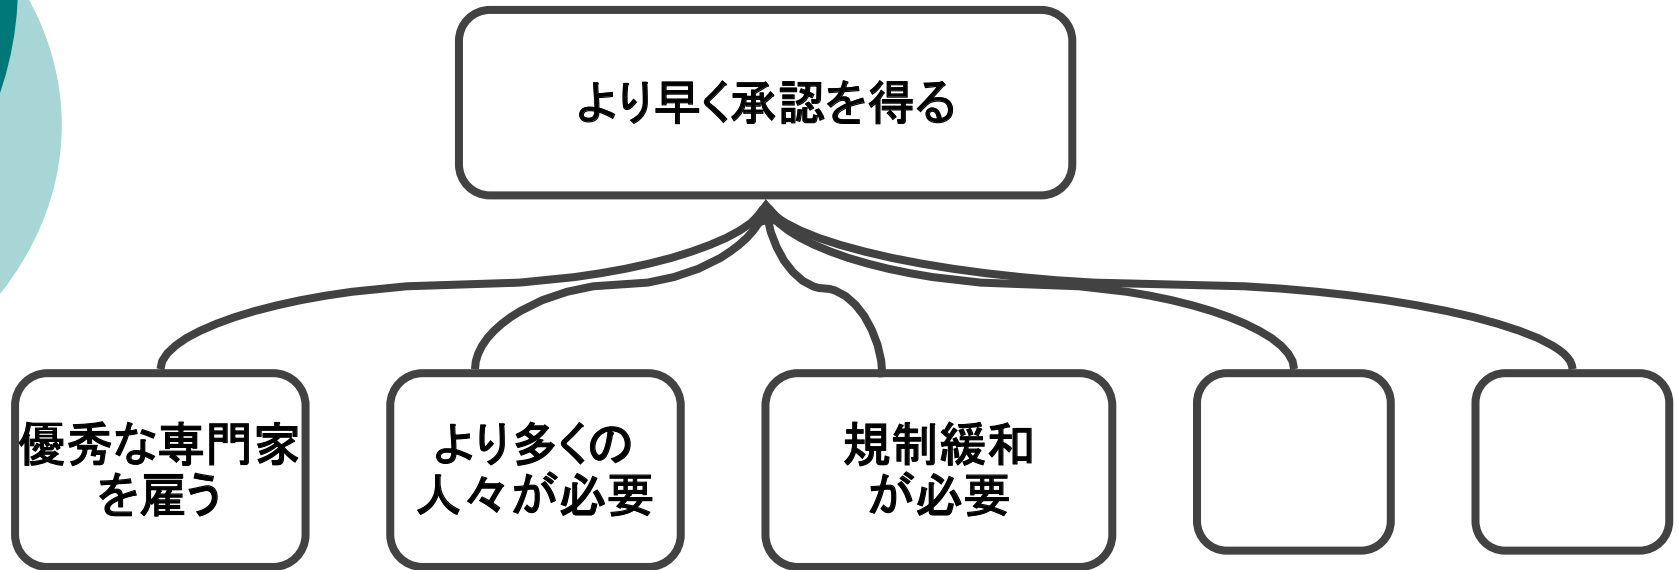 より早く承認を得る
優秀な専門家
を雇う
より多くの
人々が必要
規制緩和
が必要